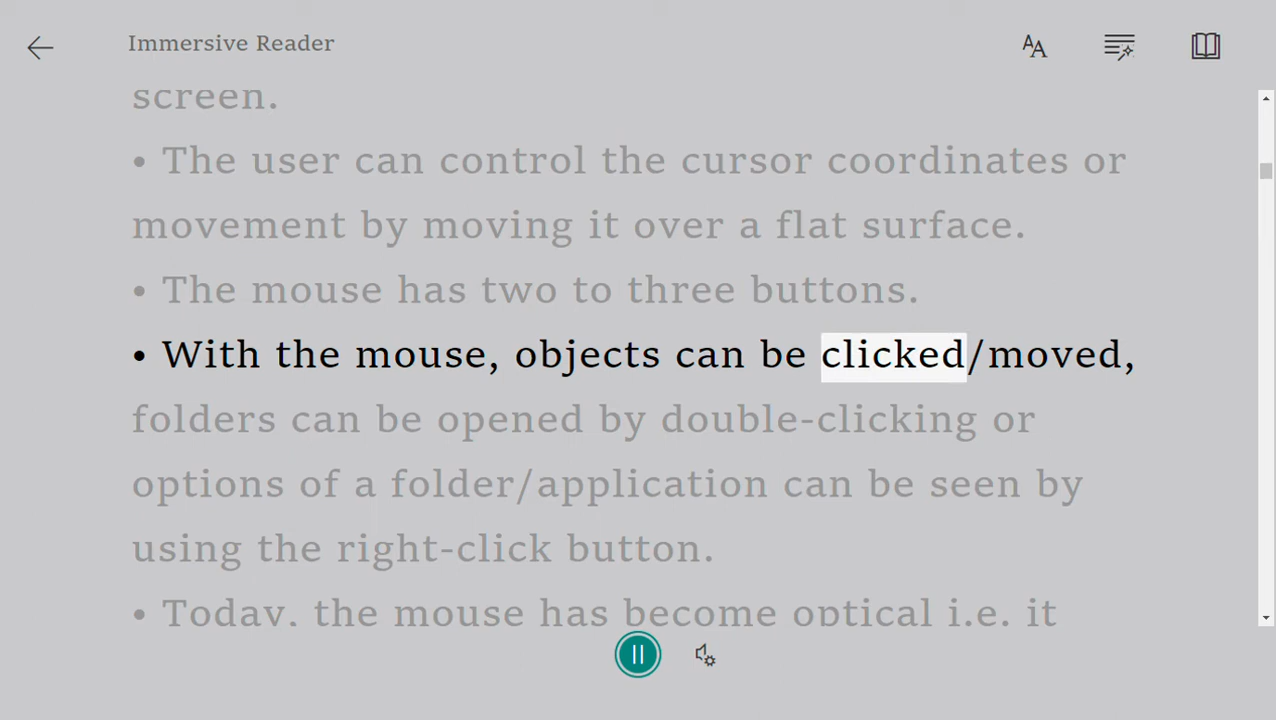 Immersive Reader
screen.
• The user can control the cursor coordinates or
movement by moving it over a flat surface.
• The mouse has two to three buttons.
• With the mouse, objects can be clicked/moved,
folders can be opened by double-clicking or
options of a folder/application can be seen by
using the right-click button.
• Today, the mouse has become optical i.e. it